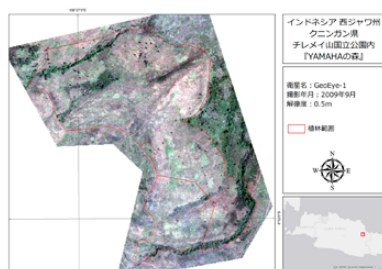 インドネシア 西ジャワ州
クニンガン県
チレメイ山国立公園内
『YAMAHAの森』
衛星名：GeoEye-1
撮影年月：2009年9月
解像度：0.5m
植林範囲
N
W
E
S